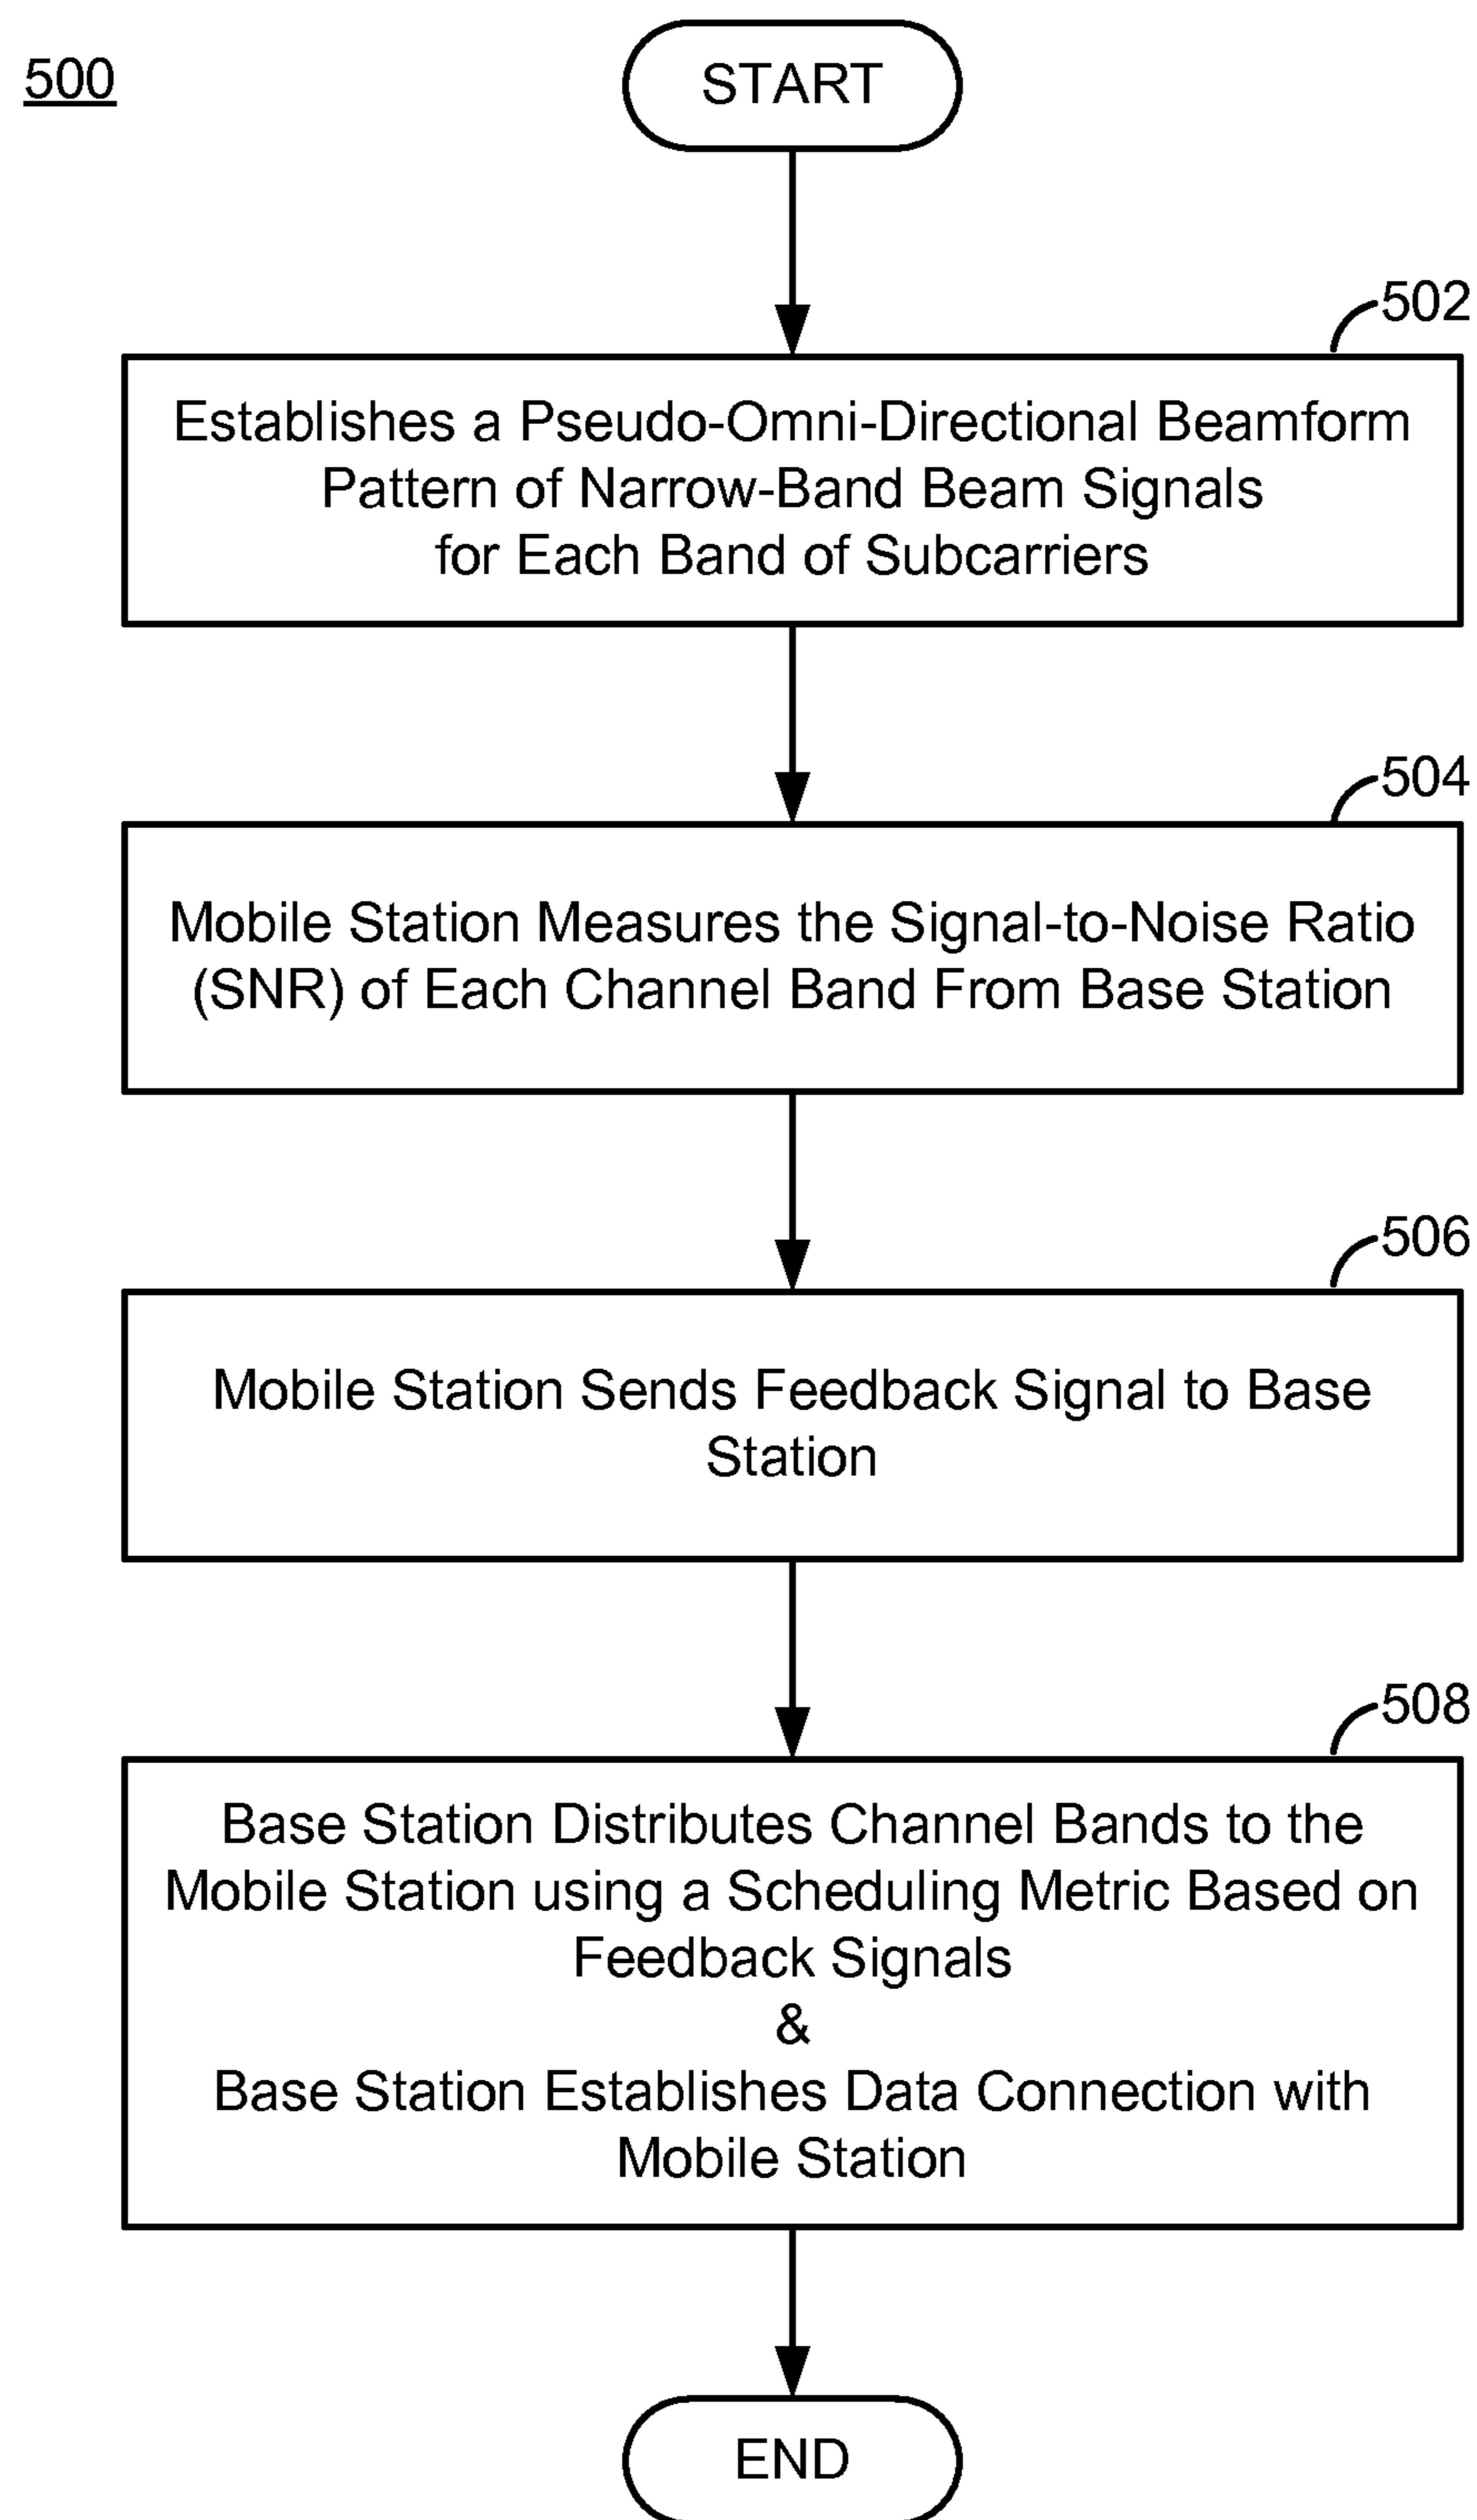 500
START
502
Establishes a Pseudo-Omni-Directional Beamform
Pattern of Narrow-Band Beam Signals
for Each Band of Subcarriers
504
Mobile Station Measures the Signal-to-Noise Ratio
(SNR) of Each Channel Band From Base Station
506
Mobile Station Sends Feedback Signal to Base
Station
508
Base Station Distributes Channel Bands to the
Mobile Station using a Scheduling Metric Based on
Feedback Signals
&
Base Station Establishes Data Connection with
Mobile Station
END